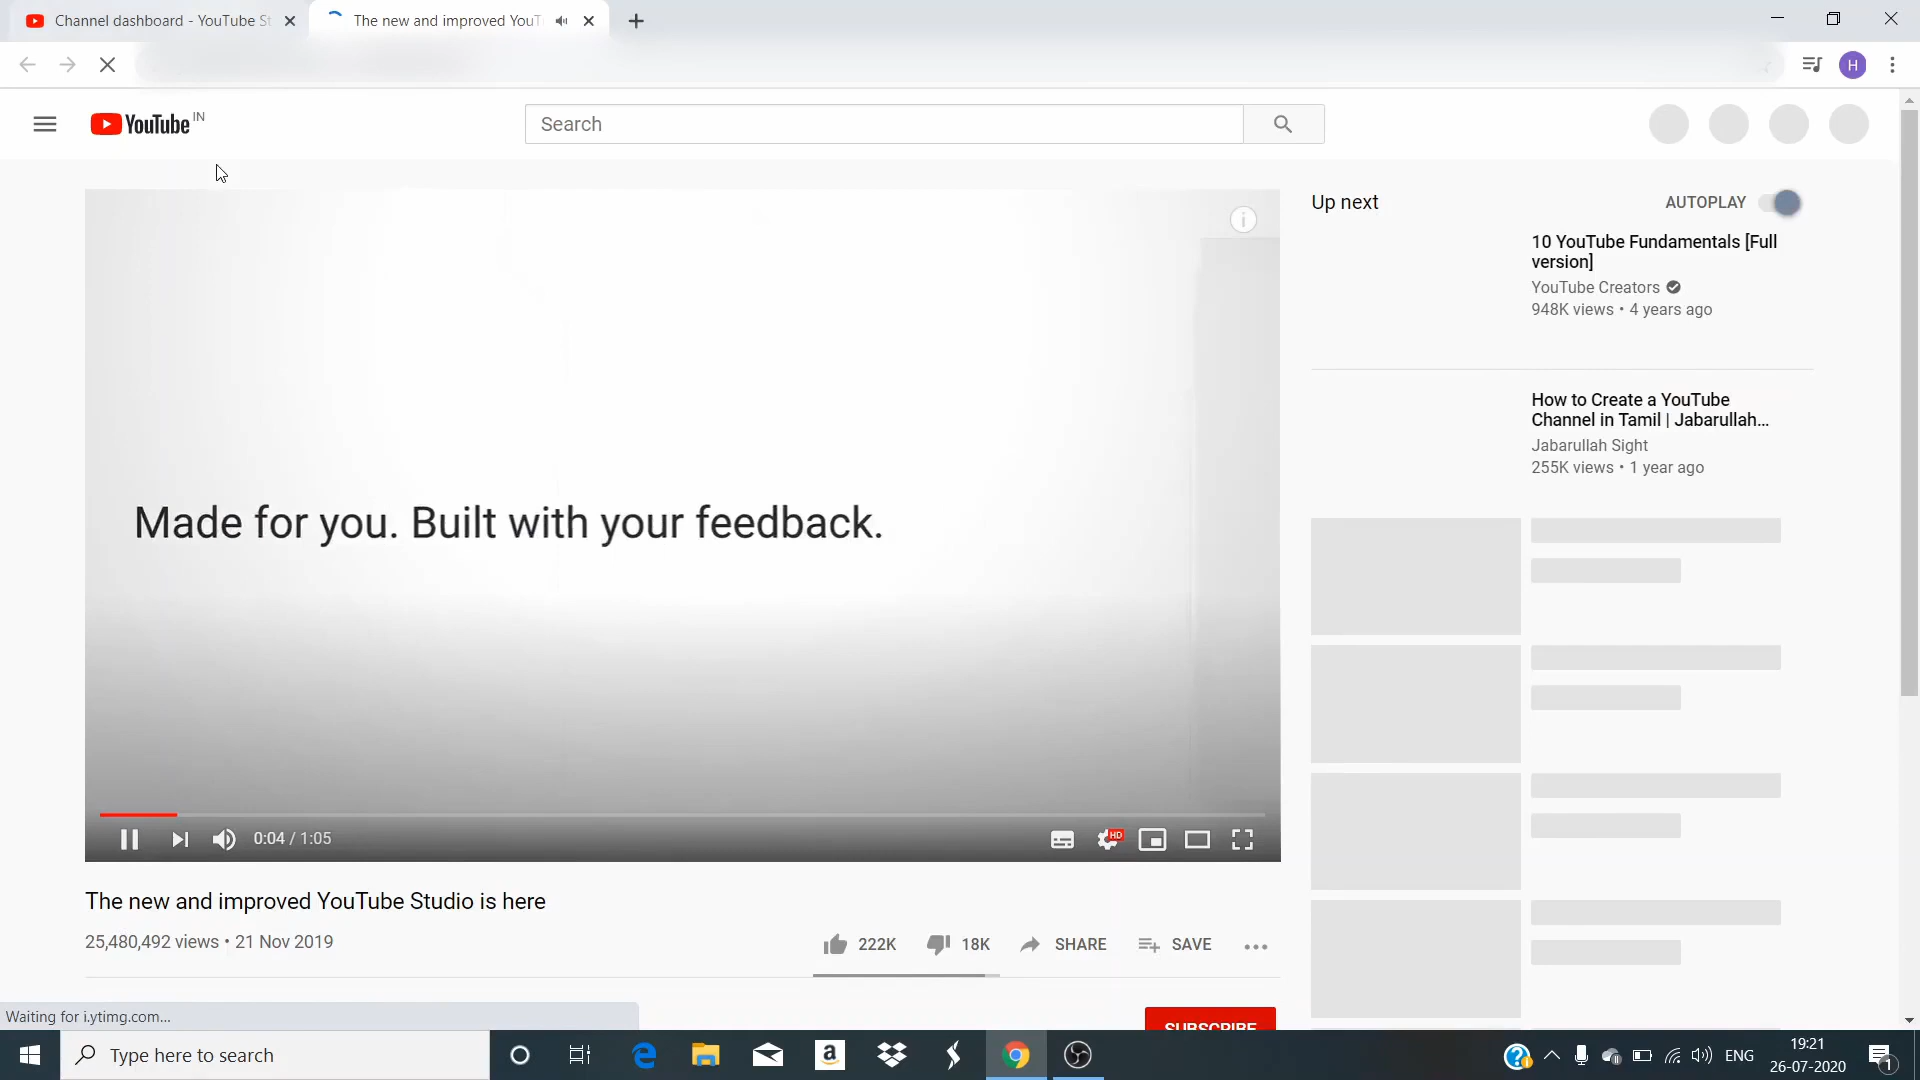 Channel dashboard - YouTube St
The new and improved YouT
H
YouTube IN
Search
Up next
AUTOPLAY
10 YouTube Fundamentals [Full
version]
YouTube Creators
948K views • 4 years ago
How to Create a YouTube
Channel in Tamil | Jabarullah...
Jabarullah Sight
255K views • 1 year ago
Made for you. Built with your feedback.
0:04 / 1:05
HD
The new and improved YouTube Studio is here
25,480,492 views • 21 Nov 2019
222K
18K
SHARE
SAVE
SUBSCRIBE
Waiting for i.ytimg.com...
Type here to search
ENG
19:21
26-07-2020
1